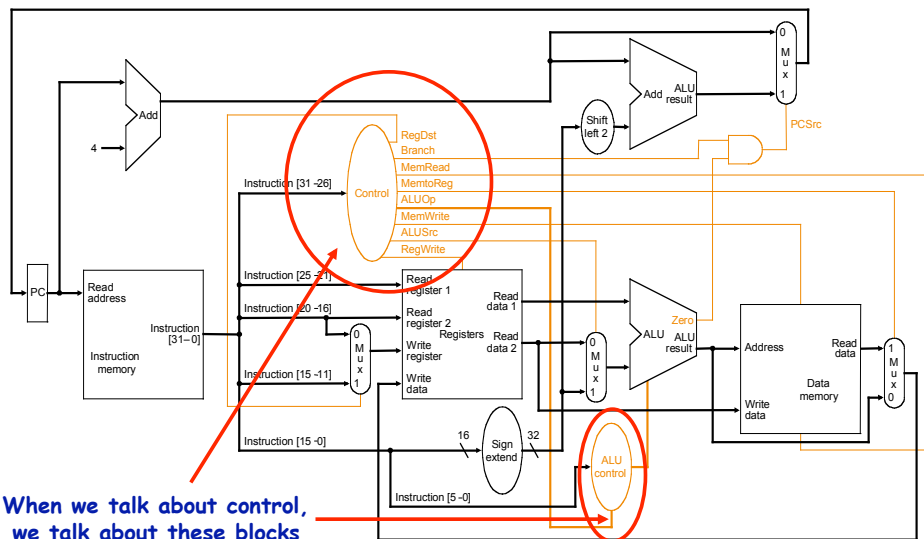 0
M
u
x
1
Add
ALU
result
Add
4
Shift
left 2
PCSrc
RegDst
Branch
MemRead
MemtoReg
ALUOp
MemWrite
ALUSrc
RegWrite
Control
Instruction [31–26]
PC
Read
address
Instruction
[31–0]
Instruction
memory
Instruction [25–21]
Instruction [20–16]
Instruction [15–11]
Instruction [15–0]
0
M
u
x
1
Read
register 1
Read
register 2
Write
register
Write
data
Registers
Read
data 1
Read
data 2
0
M
u
x
1
Zero
ALU
ALU
result
Address
Write
data
Read
data
Data
memory
1
M
u
x
0
16
Sign
extend
32
ALU
control
Instruction [5–0]
When we talk about control,
we talk about these blocks